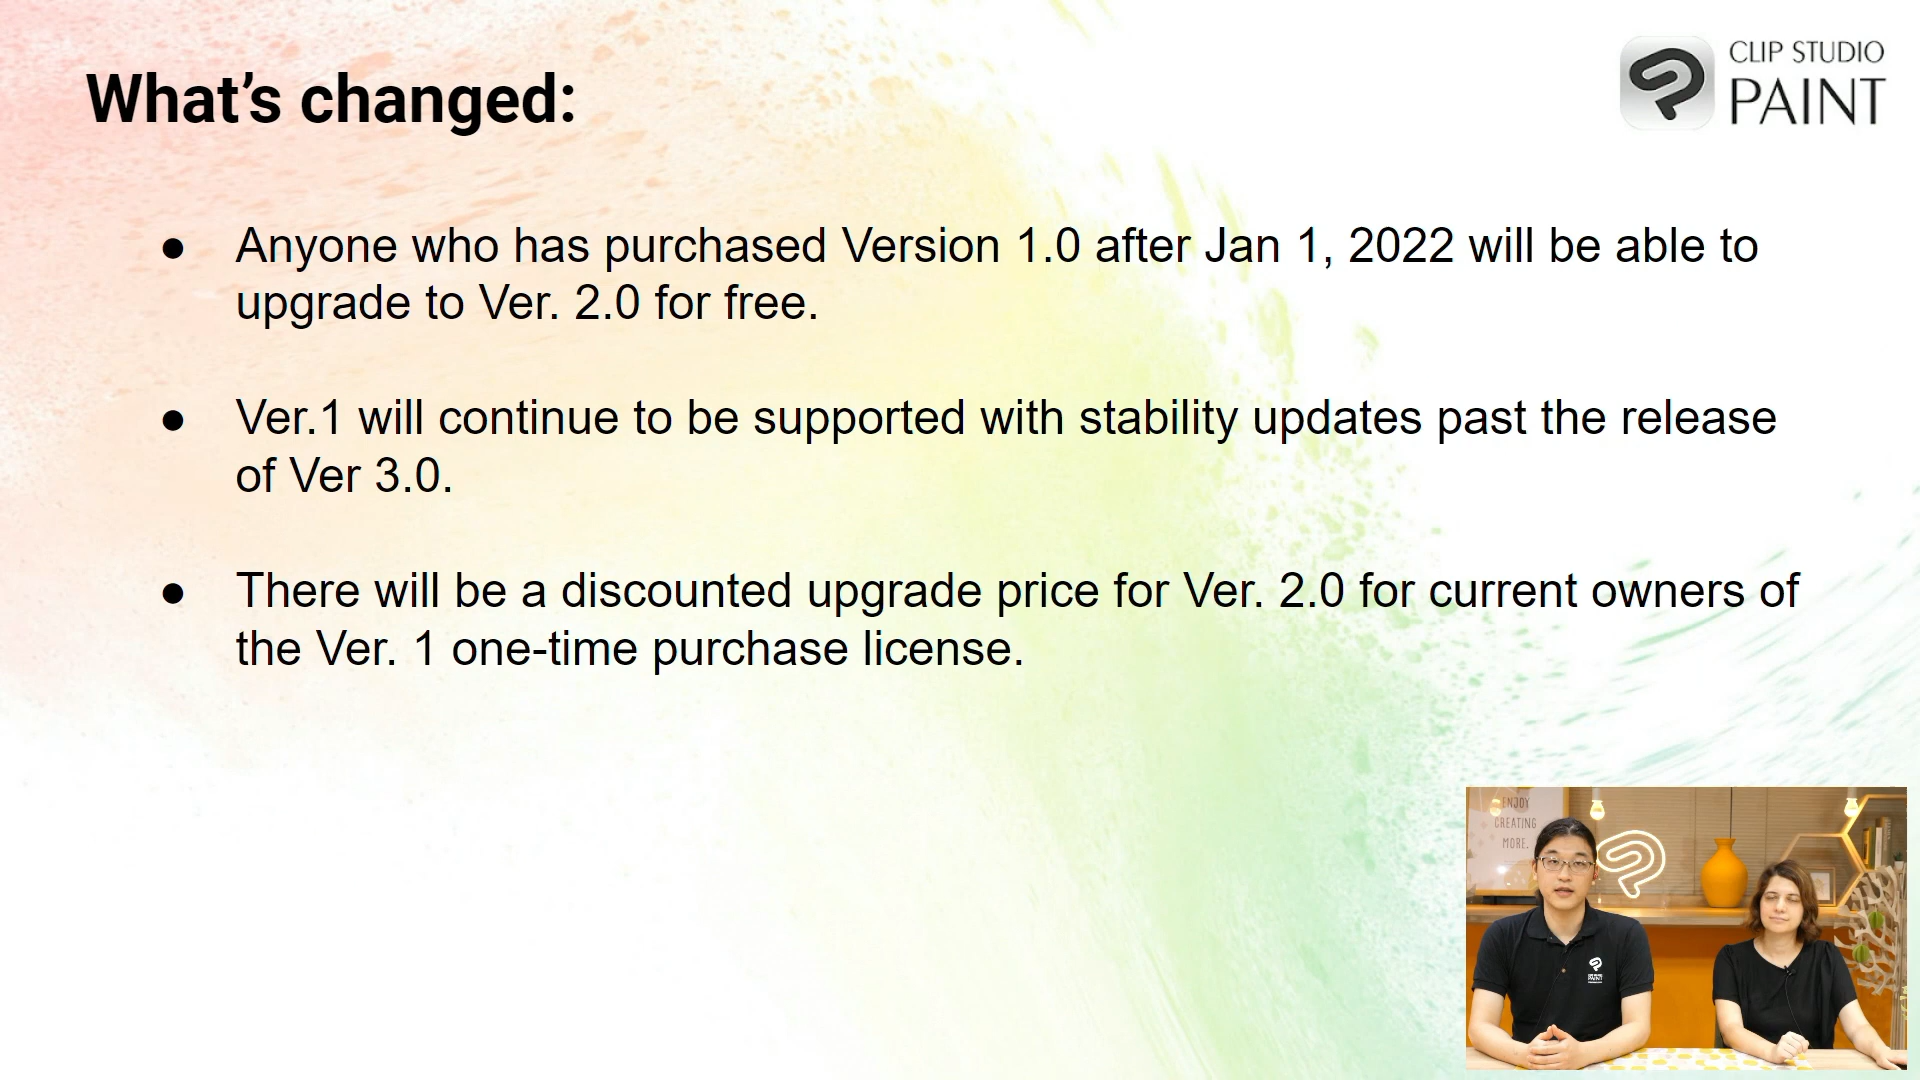 What's changed:
CLIP STUDIO
PAINT
● Anyone who has purchased Version 1.0 after Jan 1, 2022 will be able to
upgrade to Ver. 2.0 for free.
● Ver.1 will continue to be supported with stability updates past the release
of Ver 3.0.
● There will be a discounted upgrade price for Ver. 2.0 for current owners of
the Ver. 1 one-time purchase license.
ENJOY
CREATING
MORE.
PAINT